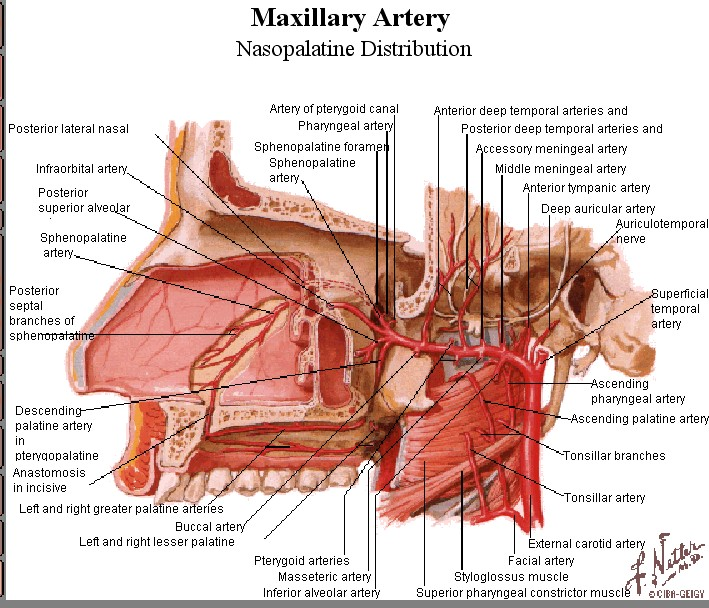 Maxillary Artery
Nasopalatine Distribution
Artery of pterygoid canal
Pharyngeal artery
Sphenopalatine foramen
Sphenopalatine
artery
Anterior deep temporal arteries and
Posterior deep temporal arteries and
Accessory meningeal artery
Middle meningeal artery
Anterior tympanic artery
Deep auricular artery
Auriculotemporal
nerve
Superficial
temporal
artery
Posterior lateral nasal
Infraorbital artery
Posterior
superior alveolar
Sphenopalatine
artery
Posterior
septal
branches of
sphenopalatine
Descending
palatine artery
in
pterygopalatine
Anastomosis
in incisive
Left and right greater palatine arteries
Buccal artery
Left and right lesser palatine
Pterygoid arteries
Masseteric artery
Inferior alveolar artery
Ascending
pharyngeal artery
Ascending palatine artery
Tonsillar branches
Tonsillar artery
External carotid artery
Facial artery
Styloglossus muscle
Superior pharyngeal constrictor muscle
F. Netter
M.D.
© CIBA-GEIGY